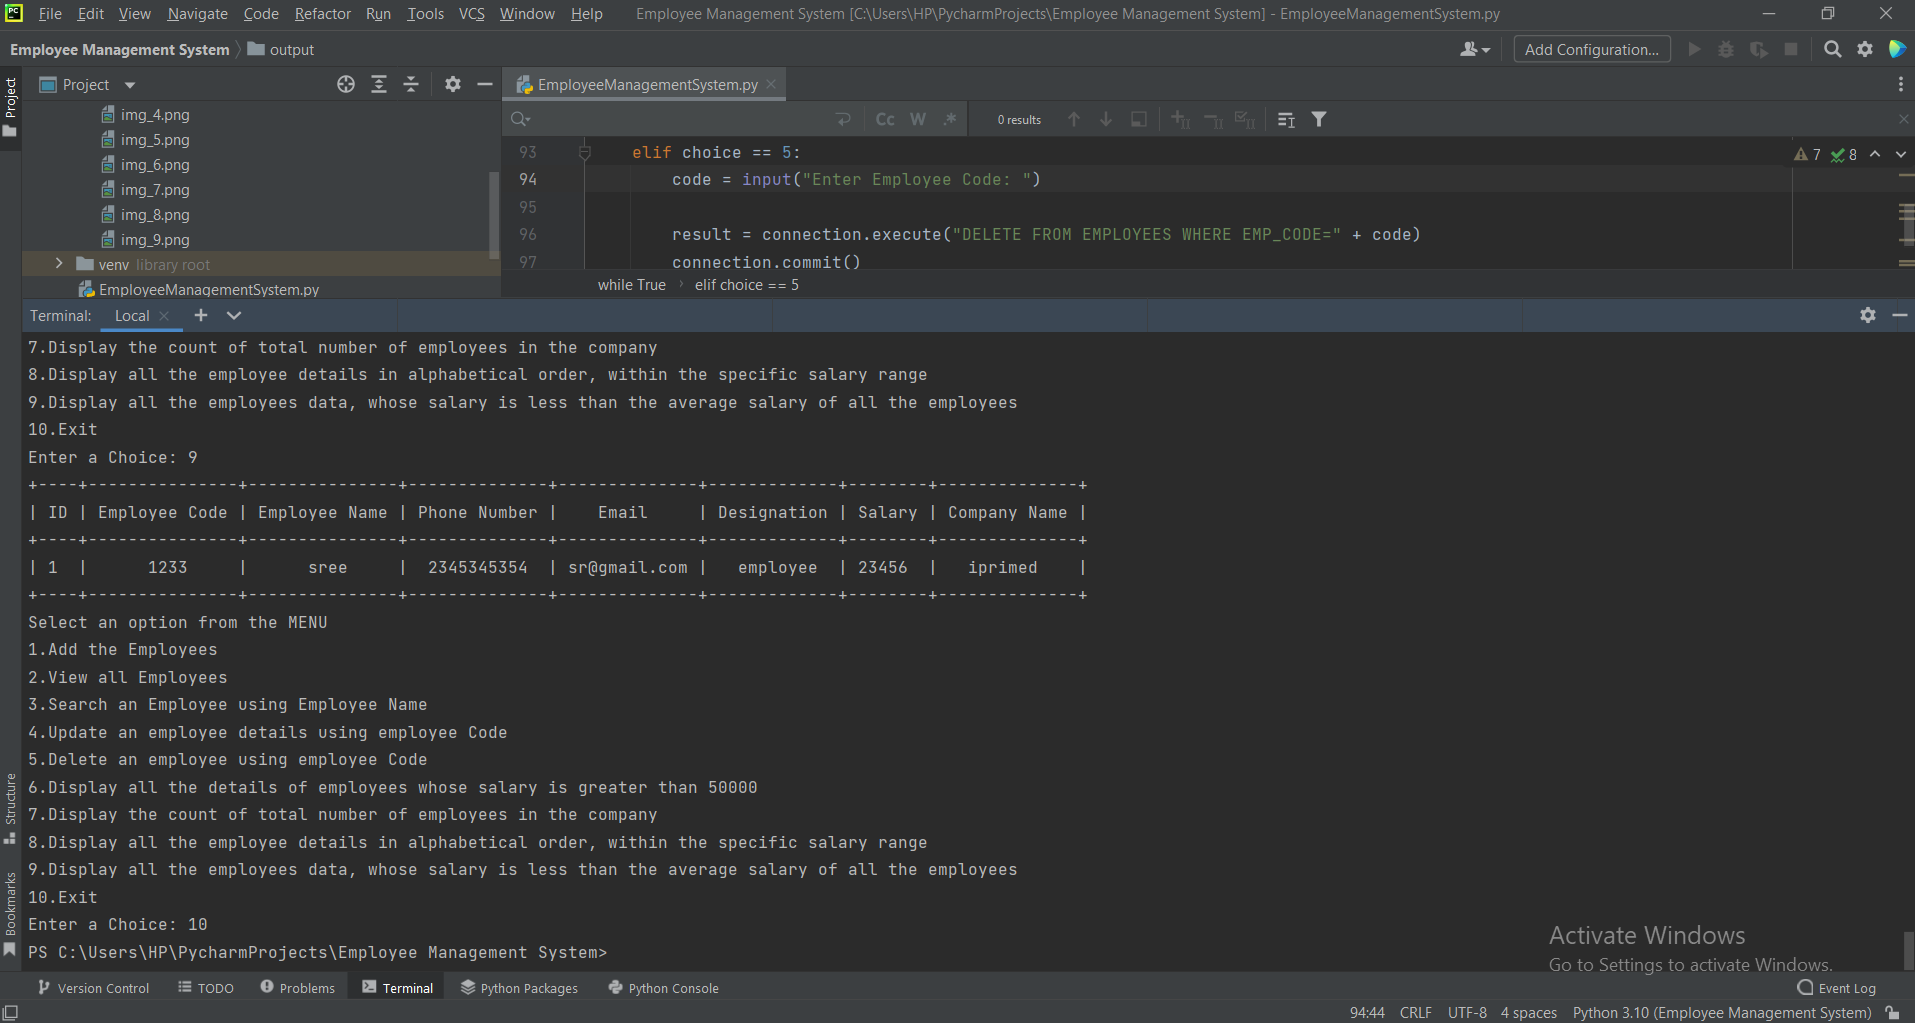 PC File Edit View Navigate Code Refactor Run Tools VCS Window Help Employee Management System [C:\Users\HP\PycharmProjects\Employee Management System] - EmployeeManagementSystem.py
Employee Management System output Add Configuration...
Project EmployeeManagementSystem.py
Project
img_4.png
img_5.png
img_6.png
img_7.png
img_8.png
img_9.png
venv library root
EmployeeManagementSystem.py
Cc W .* 0 results
93 elif choice == 5:
7 8
94 code = input("Enter Employee Code: ")
95
96 result = connection.execute("DELETE FROM EMPLOYEES WHERE EMP_CODE=" + code)
97 connection.commit()
while True elif choice == 5
Terminal: Local
7.Display the count of total number of employees in the company
8.Display all the employee details in alphabetical order, within the specific salary range
9.Display all the employees data, whose salary is less than the average salary of all the employees
10.Exit
Enter a Choice: 9
+----+---------------+---------------+--------------+--------------+-------------+--------+--------------+
| ID | Employee Code | Employee Name | Phone Number |    Email     | Designation | Salary | Company Name |
+----+---------------+---------------+--------------+--------------+-------------+--------+--------------+
| 1  |      1233     |      sree     |  2345345354  | sr@gmail.com |   employee  | 23456  |   iprimed    |
+----+---------------+---------------+--------------+--------------+-------------+--------+--------------+
Select an option from the MENU
1.Add the Employees
2.View all Employees
3.Search an Employee using Employee Name
4.Update an employee details using employee Code
5.Delete an employee using employee Code
6.Display all the details of employees whose salary is greater than 50000
7.Display the count of total number of employees in the company
8.Display all the employee details in alphabetical order, within the specific salary range
9.Display all the employees data, whose salary is less than the average salary of all the employees
10.Exit
Enter a Choice: 10
PS C:\Users\HP\PycharmProjects\Employee Management System>
Structure
Bookmarks
Activate Windows
Go to Settings to activate Windows.
Version Control TODO Problems Terminal Python Packages Python Console Event Log
94:44 CRLF UTF-8 4 spaces Python 3.10 (Employee Management System)